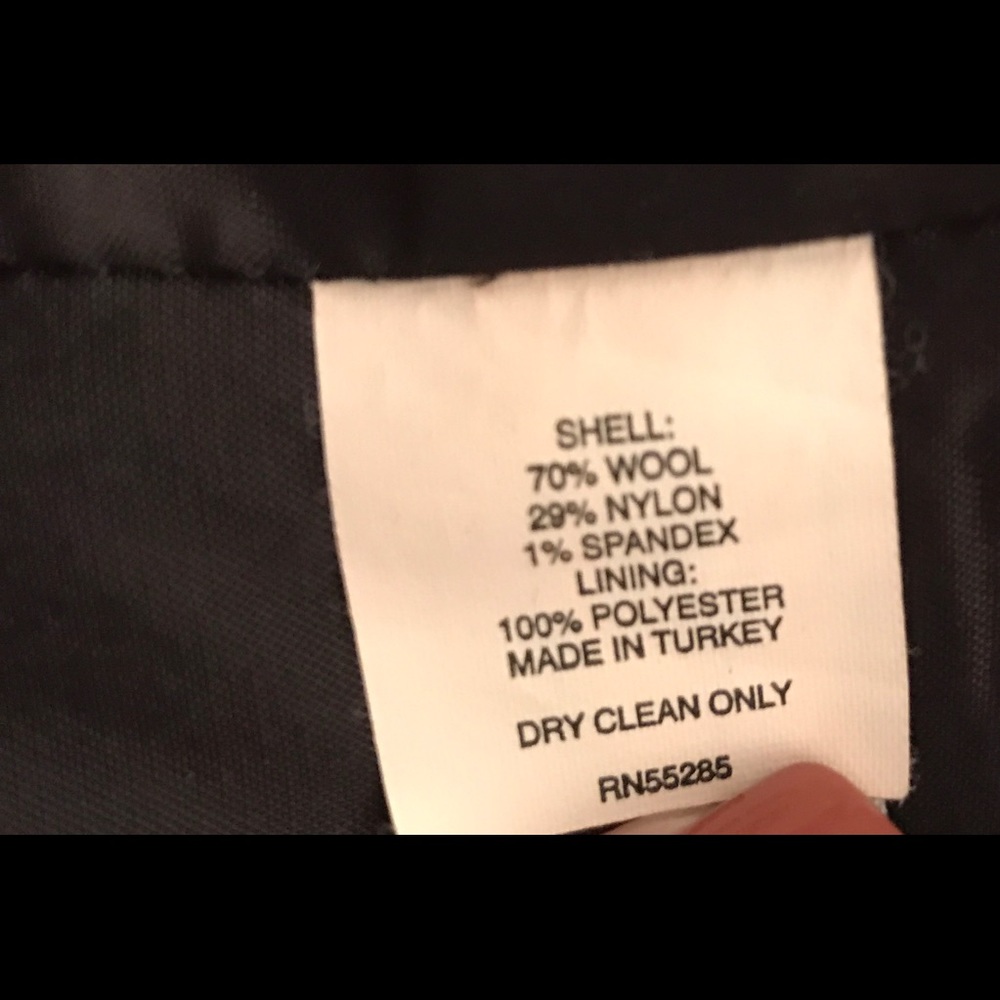 SHELL:
70% WOOL
29% NYLON
1% SPANDEX
LINING:
100% POLYESTER
MADE IN TURKEY
DRY CLEAN ONLY
RN55285